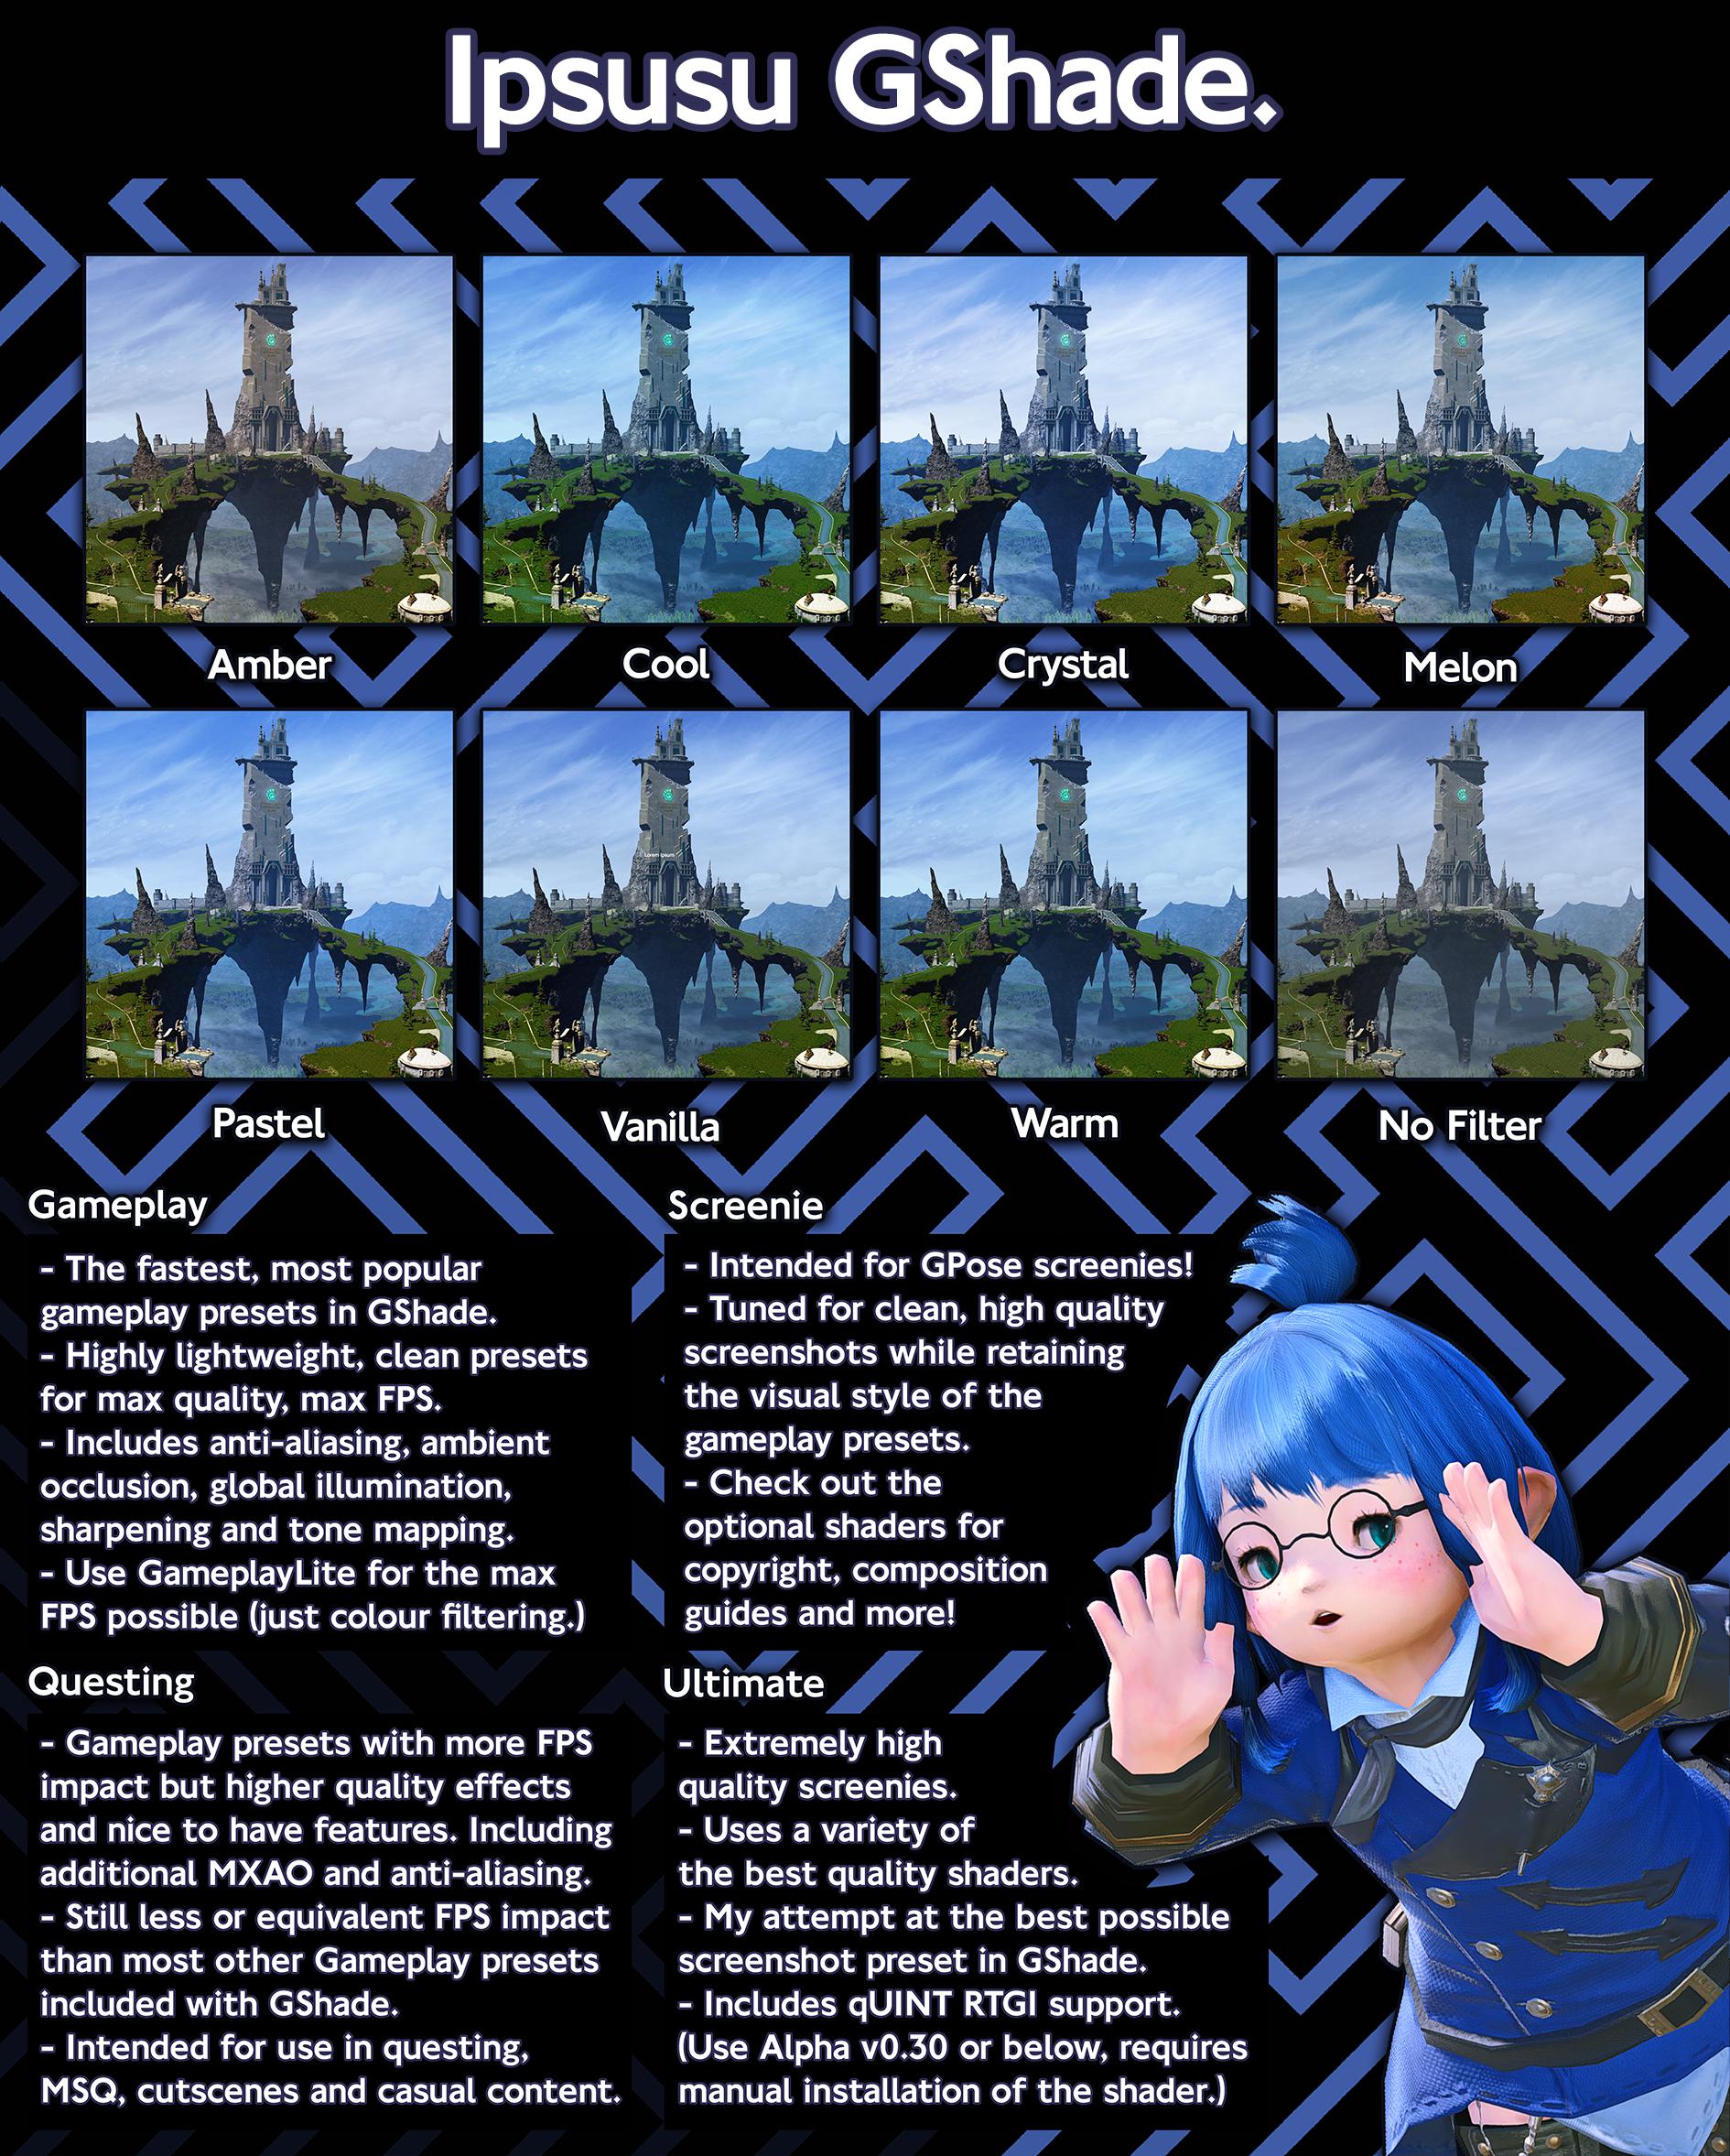 Ipsusu GShade.
Amber
Cool
Crystal
Melon
Lorem Ipsum
Pastel
Vanilla
Warm
No Filter
Gameplay
- The fastest, most popular
gameplay presets in GShade.
- Highly lightweight, clean presets
for max quality, max FPS.
- Includes anti-aliasing, ambient
occlusion, global illumination,
sharpening and tone mapping.
- Use GameplayLite for the max
FPS possible (just colour filtering.)
Screenie
- Intended for GPose screenies!
- Tuned for clean, high quality
screenshots while retaining
the visual style of the
gameplay presets.
- Check out the
optional shaders for
copyright, composition
guides and more!
Questing
- Gameplay presets with more FPS
impact but higher quality effects
and nice to have features. Including
additional MXAO and anti-aliasing.
- Still less or equivalent FPS impact
than most other Gameplay presets
included with GShade.
- Intended for use in questing,
MSQ, cutscenes and casual content.
Ultimate
- Extremely high
quality screenies.
- Uses a variety of
the best quality shaders.
- My attempt at the best possible
screenshot preset in GShade.
- Includes qUINT RTGI support.
(Use Alpha v0.30 or below, requires
manual installation of the shader.)